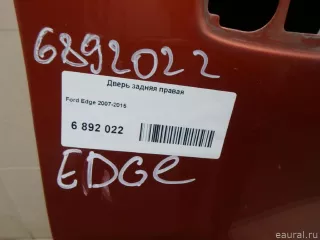 6892022
Дверь задняя правая
Ford Edge 2007-2015
6 892 022
EDGE
eaural.ru